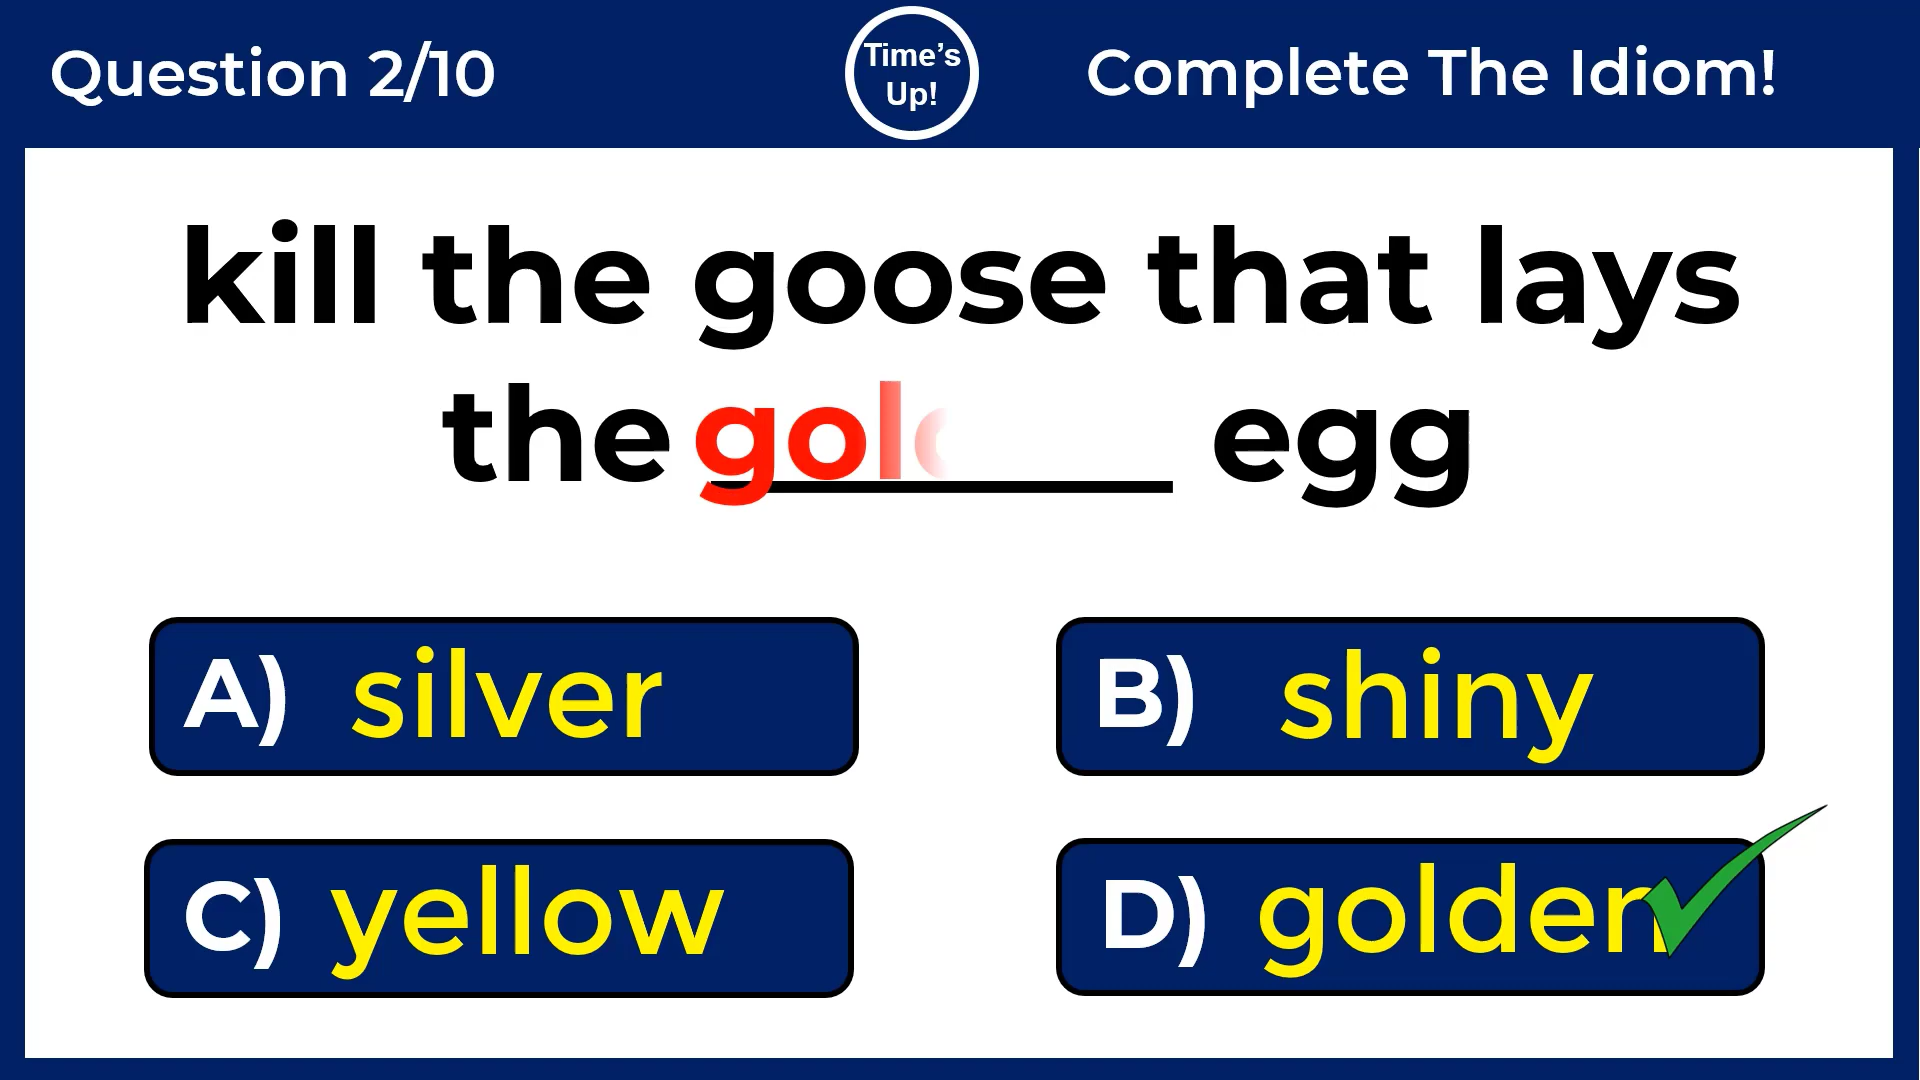 Question 2/10
Time's
Up!
Complete The Idiom!
kill the goose that lays
the gol egg
A) silver
B) shiny
C) yellow
D) golden